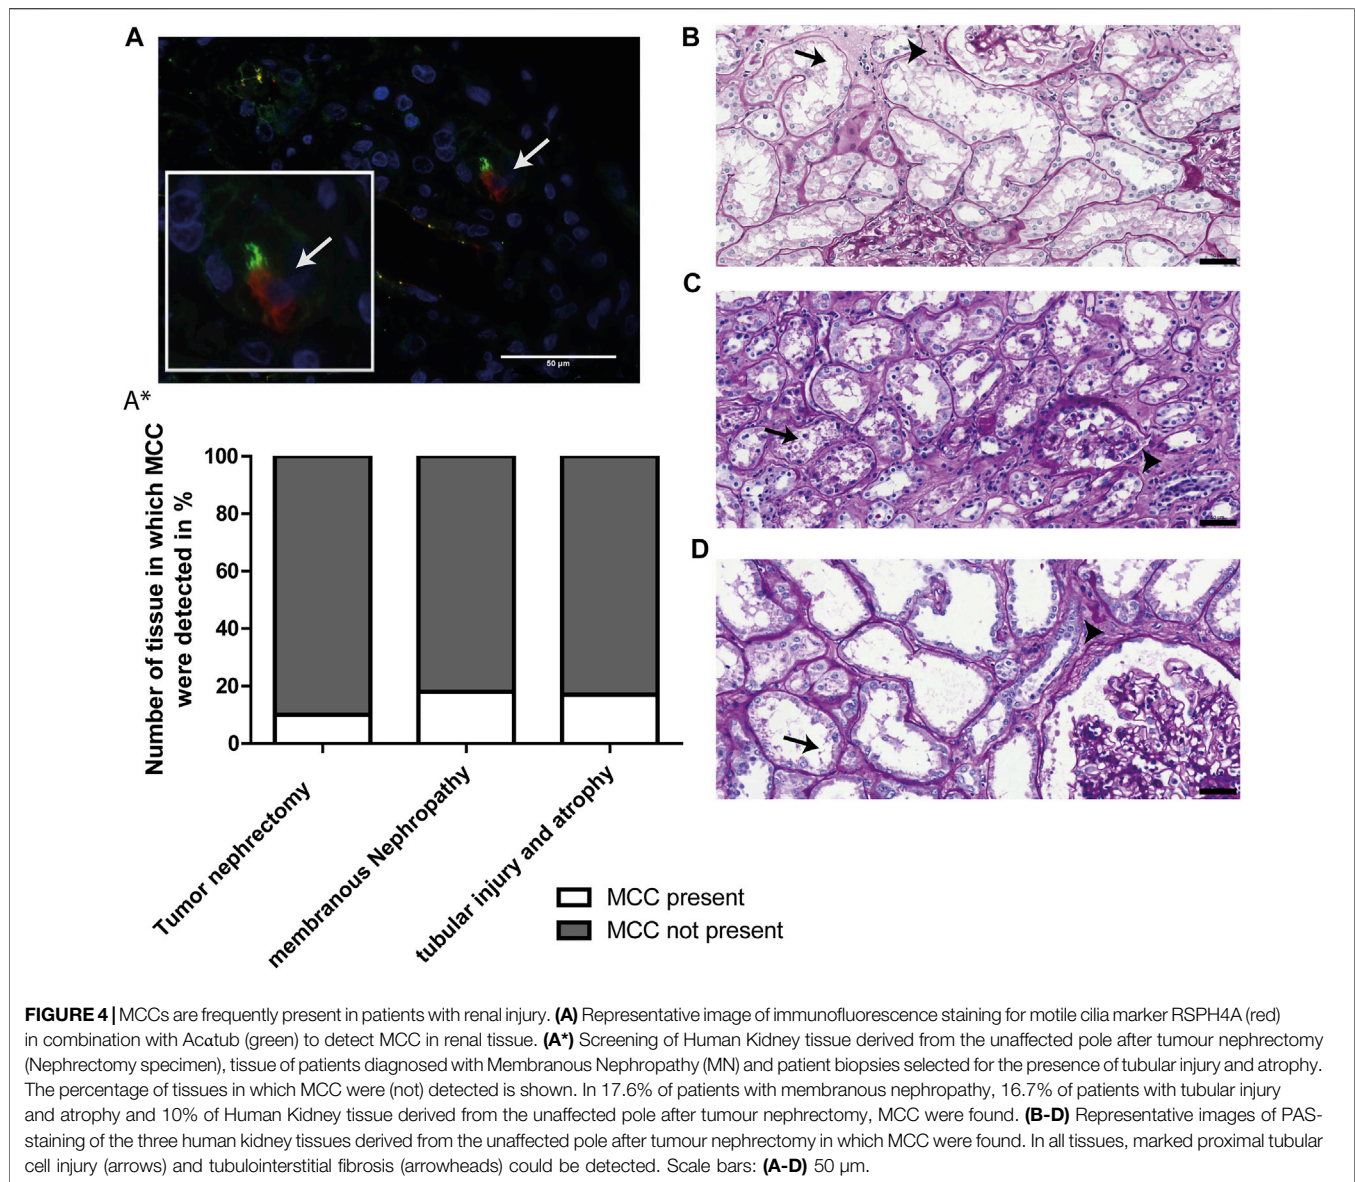 A
50 µm
A*
Number of tissue in which MCC
were detected in %
100
80
60
40
20
0
Tumor nephrectomy
membranous Nephropathy
tubular injury and atrophy
MCC present
MCC not present
B
C
D
FIGURE 4 | MCCs are frequently present in patients with renal injury. (A) Representative image of immunofluorescence staining for motile cilia marker RSPH4A (red)
in combination with Acαtub (green) to detect MCC in renal tissue. (A*) Screening of Human Kidney tissue derived from the unaffected pole after tumour nephrectomy
(Nephrectomy specimen), tissue of patients diagnosed with Membranous Nephropathy (MN) and patient biopsies selected for the presence of tubular injury and atrophy.
The percentage of tissues in which MCC were (not) detected is shown. In 17.6% of patients with membranous nephropathy, 16.7% of patients with tubular injury
and atrophy and 10% of Human Kidney tissue derived from the unaffected pole after tumour nephrectomy, MCC were found. (B-D) Representative images of PAS-
staining of the three human kidney tissues derived from the unaffected pole after tumour nephrectomy in which MCC were found. In all tissues, marked proximal tubular
cell injury (arrows) and tubulointerstitial fibrosis (arrowheads) could be detected. Scale bars: (A-D) 50 µm.